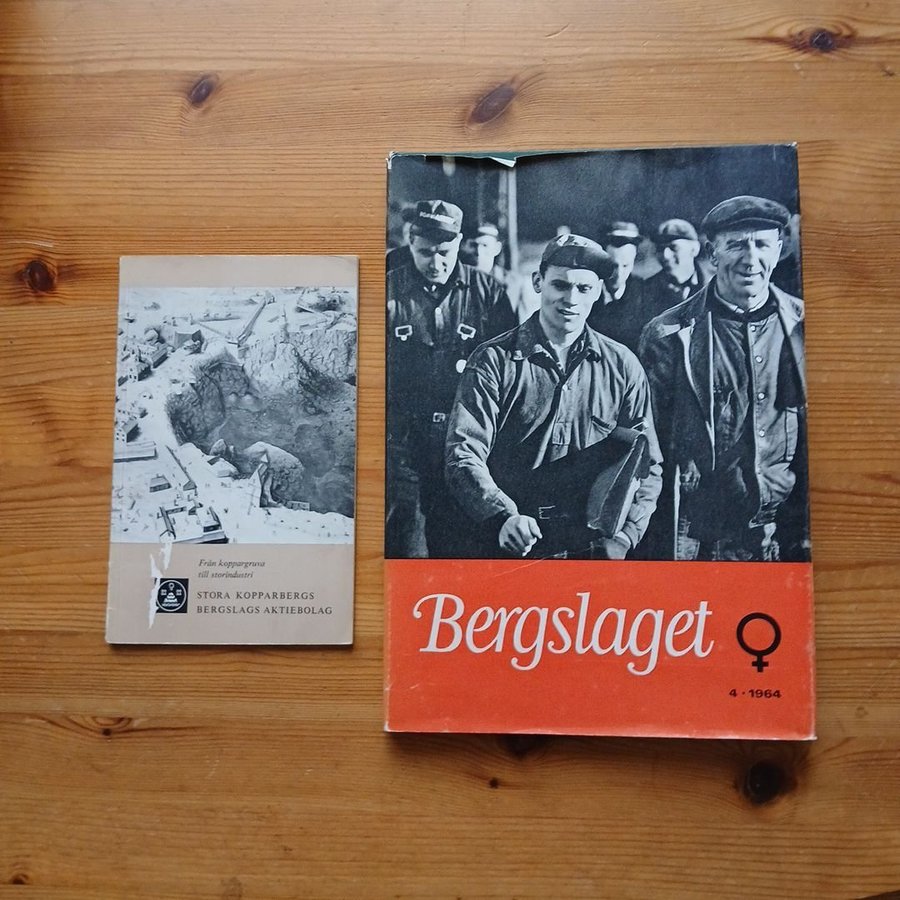 Från koppargruva
till storindustri
STORA KOPPARBERGS
BERGSLAGS AKTIEBOLAG
Bergslaget
4 · 1964